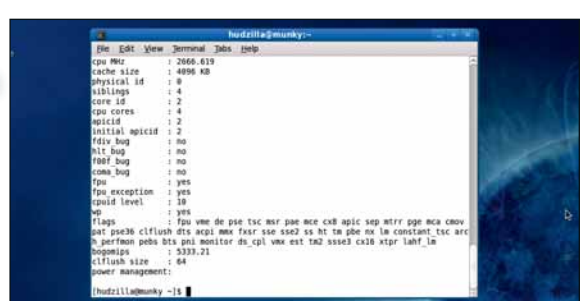 hudzilla@munky:~
File Edit View Terminal Tabs Help
cpu MHz : 2666.619
cache size : 4096 KB
physical id : 0
siblings : 4
core id : 2
cpu cores : 4
apicid : 2
initial apicid : 2
fdiv_bug : no
hlt_bug : no
f00f_bug : no
coma_bug : no
fpu : yes
fpu_exception : yes
cpuid level : 10
wp : yes
flags : fpu vme de pse tsc msr pae mce cx8 apic sep mtrr pge mca cmov
pat pse36 clflush dts acpi mmx fxsr sse sse2 ss ht tm pbe nx lm constant_tsc arc
h_perfmon pebs bts pni monitor ds_cpl vmx est tm2 ssse3 cx16 xtpr lahf_lm
bogomips : 5333.21
clflush size : 64
power management:
[hudzilla@munky ~]$